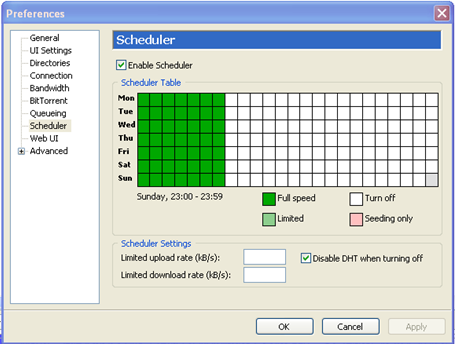 Preferences
General
UI Settings
Directories
Connection
Bandwidth
BitTorrent
Queueing
Scheduler
Web UI
Advanced
Scheduler
Enable Scheduler
Scheduler Table
Mon
Tue
Wed
Thu
Fri
Sat
Sun
Sunday, 23:00 - 23:59
Full speed
Turn off
Limited
Seeding only
Scheduler Settings
Limited upload rate (kB/s):
Disable DHT when turning off
Limited download rate (kB/s):
OK
Cancel
Apply